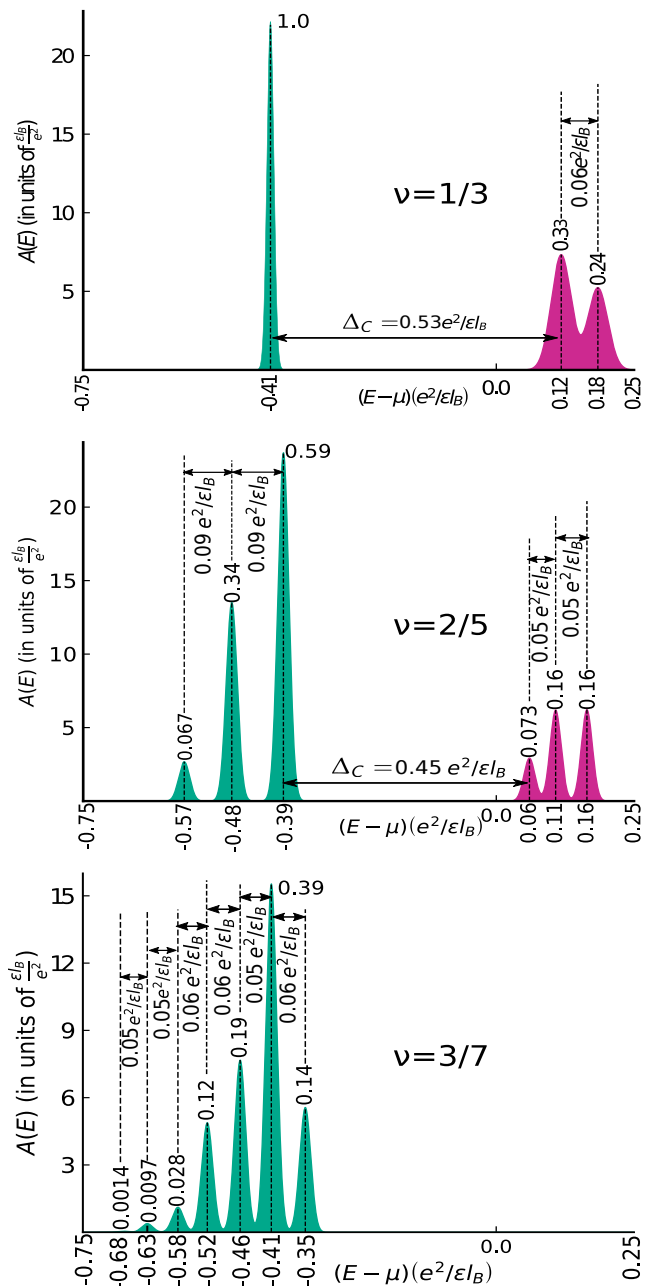 1.0
20
15
10
5
A(E) (in units of εl_B/e²)
0.06e²/εl_B
ν=1/3
0.33
0.24
Δ_C =0.53e²/εl_B
-0.75
-0.41
0.0
0.12
0.18
0.25
(E−μ)(e²/εl_B)
0.59
20
15
10
5
A(E) (in units of εl_B/e²)
0.09 e²/εl_B
0.09 e²/εl_B
0.05 e²/εl_B
0.05 e²/εl_B
ν=2/5
0.067
0.34
0.073
0.16
0.16
Δ_C =0.45 e²/εl_B
-0.75
-0.57
-0.48
-0.39
0.0
0.06
0.11
0.16
0.25
(E − μ)(e²/εl_B)
0.39
15
12
9
6
3
A(E) (in units of εl_B/e²)
0.05 e²/εl_B
0.05e²/εl_B
0.06 e²/εl_B
0.06 e²/εl_B
0.05 e²/εl_B
0.06 e²/εl_B
ν=3/7
0.0014
0.0097
0.028
0.12
0.19
0.14
-0.75
-0.68
-0.63
-0.58
-0.52
-0.46
-0.41
-0.35
0.0
0.25
(E − μ)(e²/εl_B)